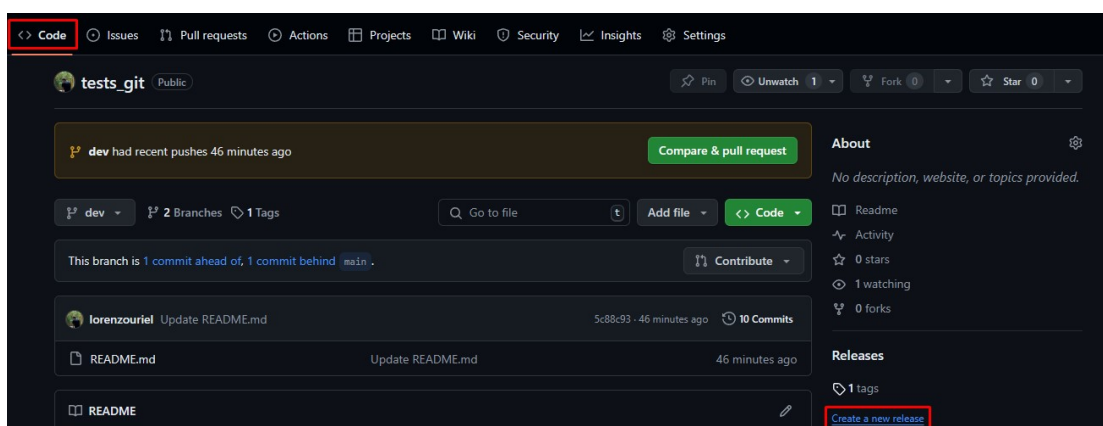 <> Code Issues Pull requests Actions Projects Wiki Security Insights Settings
tests_git Public Pin Unwatch 1 Fork 0 Star 0
dev had recent pushes 46 minutes ago Compare & pull request
dev 2 Branches 1 Tags Go to file t Add file <> Code
This branch is 1 commit ahead of, 1 commit behind main . Contribute
lorenzouriel Update README.md 5c88c93 · 46 minutes ago 10 Commits
README.md Update README.md 46 minutes ago
README
About
No description, website, or topics provided.
Readme
Activity
0 stars
1 watching
0 forks
Releases
1 tags
Create a new release